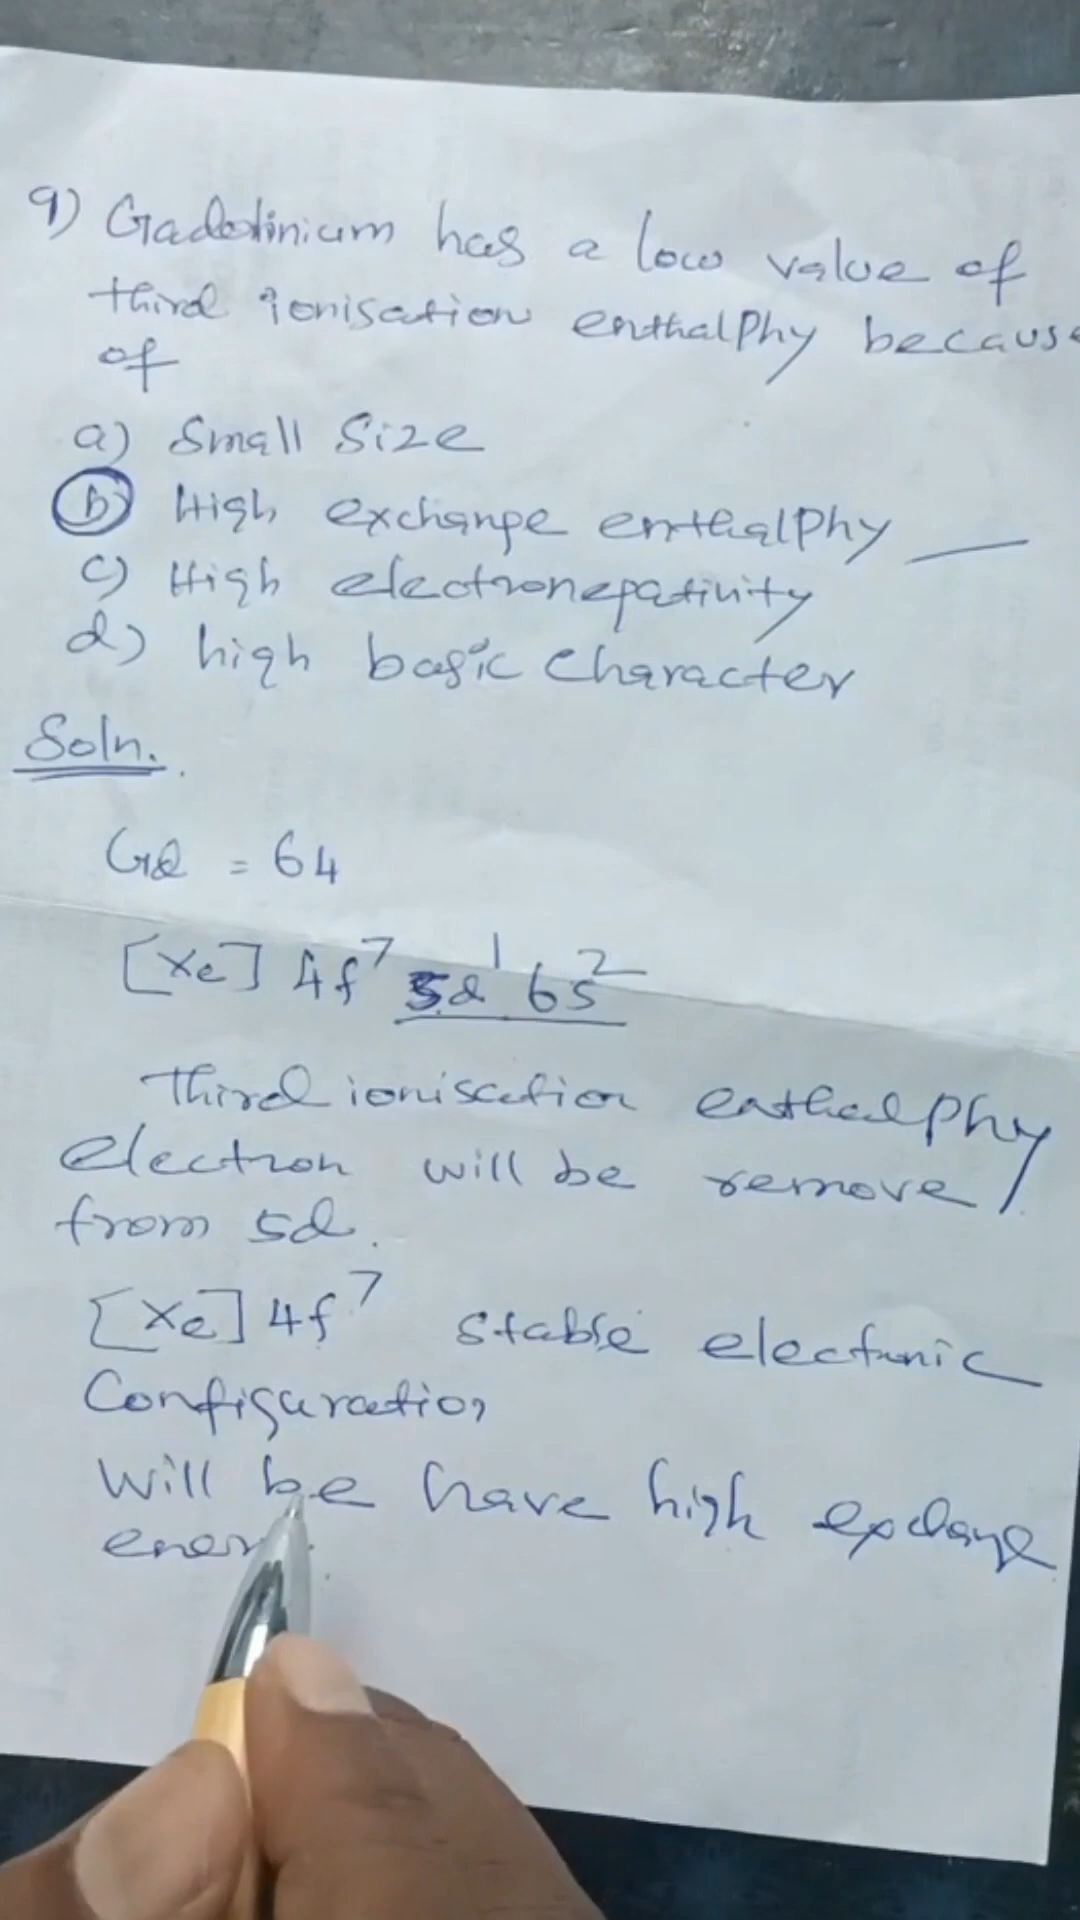 9) Gadolinium has a low value of
third ionisation enthalphy because
of
a) Small Size
b) High exchange enthalphy
c) High electronegativity
d) high basic character
Soln.
Gd = 64
[Xe] 4f⁷ 5d¹ 6s²
Third ionisation enthalphy
electron will be remove
from 5d.
[Xe] 4f⁷ stable electronic
Configuration
Will be have high exchange